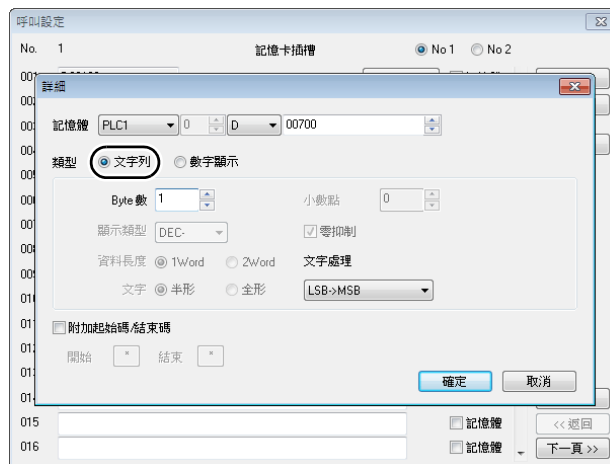 呼叫設定
No. 1 記憶卡插槽 No 1 No 2
001
詳細
記憶體 PLC1 0 D 00700
類型 文字列 數字顯示
Byte 數 1 小數點 0
顯示類型 DEC- 零抑制
資料長度 1Word 2Word 文字處理
文字 半形 全形 LSB->MSB
附加起始碼/結束碼
開始 * 結束 *
確定 取消
015 記憶體 <<返回
016 記憶體 下一頁 >>